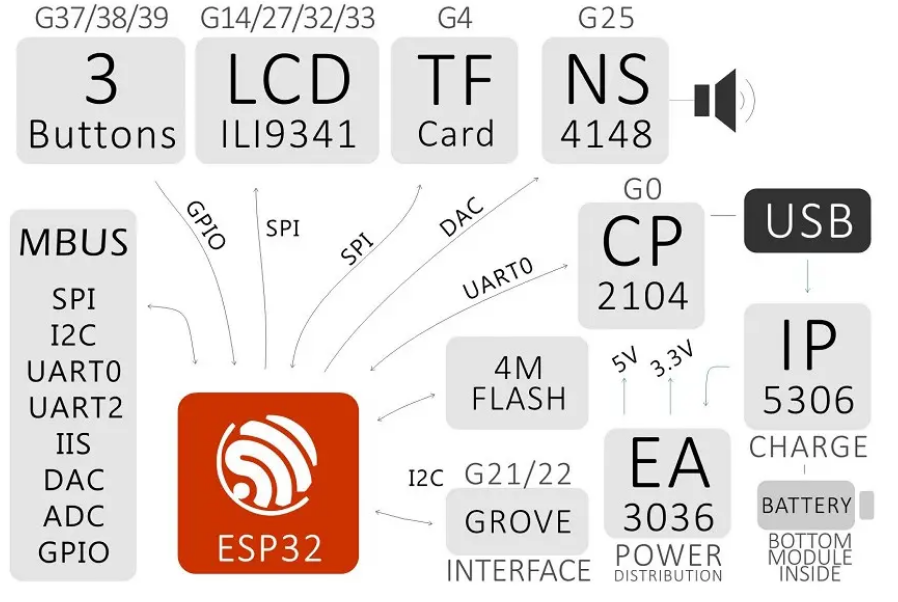 G37/38/39
3
Buttons
G14/27/32/33
LCD
ILI9341
G4
TF
Card
G25
NS
4148
GPIO
SPI
SPI
DAC
UART0
G0
CP
2104
USB
MBUS
SPI
I2C
UART0
UART2
IIS
DAC
ADC
GPIO
ESP32
4M
FLASH
I2C
G21/22
GROVE
INTERFACE
5V
3.3V
EA
3036
POWER
DISTRIBUTION
IP
5306
CHARGE
BATTERY
BOTTOM
MODULE
INSIDE